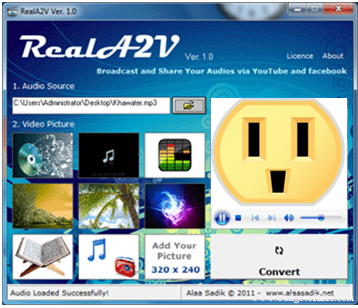 RealA2V Ver. 1.0
RealA2V Ver. 1.0
Licence About
Broadcast and Share Your Audios via YouTube and facebook
1. Audio Source
C:\Users\Administrator\Desktop\Khawater.mp3
2. Video Picture
Add Your
Picture
320 x 240
Convert
Audio Loaded Successfully!
Alaa Sadik © 2011 - www.alaasadik.net